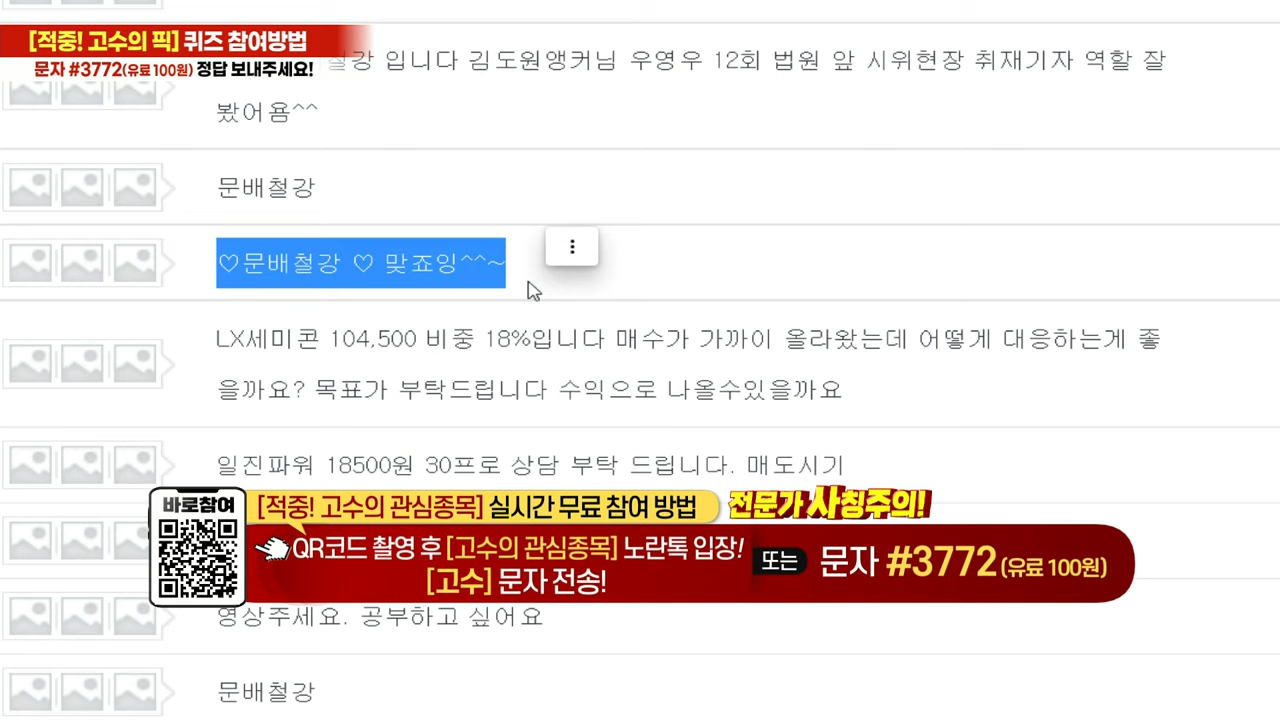 [적중! 고수의 픽] 퀴즈 참여방법
문자 #3772(유료 100원) 정답 보내주세요!
철강 입니다 김도원앵커님 우영우 12회 법원 앞 시위현장 취재기자 역할 잘
봤어욤^^
문배철강
♡문배철강 ♡ 맞죠잉^^~
LX세미콘 104,500 비중 18%입니다 매수가 가까이 올라왔는데 어떻게 대응하는게 좋
을까요? 목표가 부탁드립니다 수익으로 나올수있을까요
일진파워 18500원 30프로 상담 부탁 드립니다. 매도시기
바로참여
[적중! 고수의 관심종목] 실시간 무료 참여 방법
전문가 사칭주의!
QR코드 촬영 후 [고수의 관심종목] 노란톡 입장!
[고수] 문자 전송!
또는
문자 #3772(유료 100원)
영상주세요. 공부하고 싶어요
문배철강